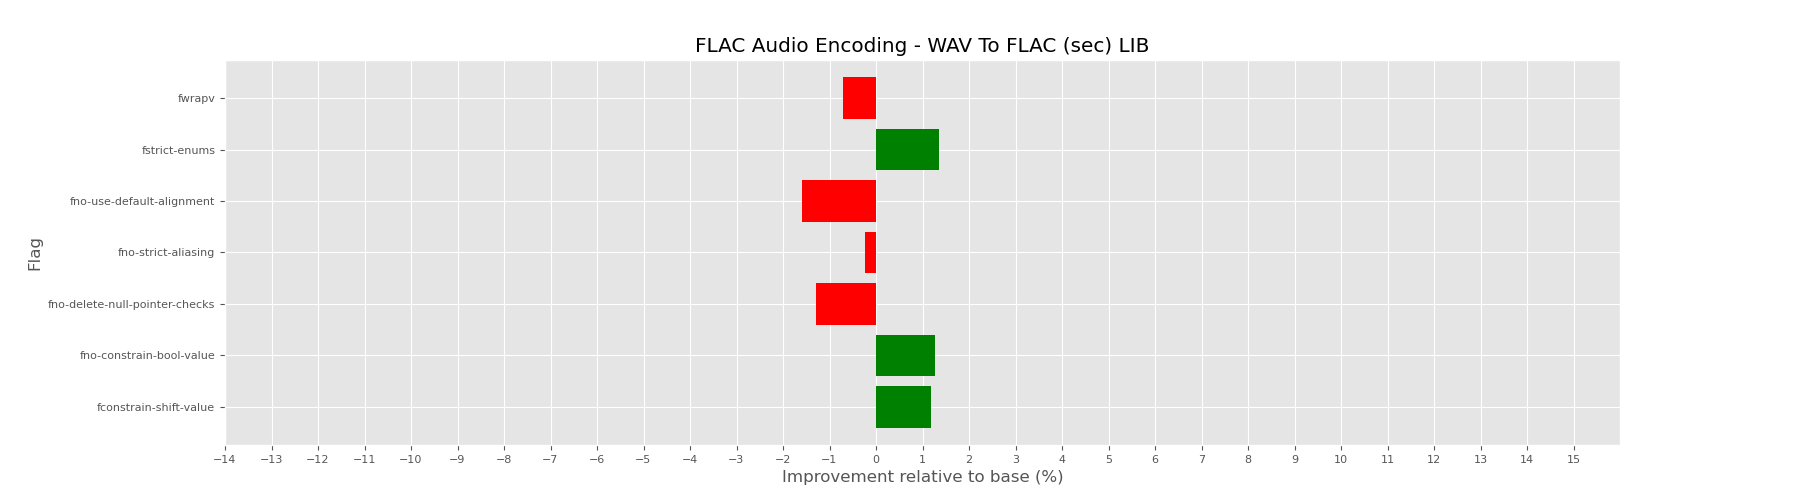 FLAC Audio Encoding - WAV To FLAC (sec) LIB
Flag
fwrapv
fstrict-enums
fno-use-default-alignment
fno-strict-aliasing
fno-delete-null-pointer-checks
fno-constrain-bool-value
fconstrain-shift-value
−14 −13 −12 −11 −10 −9 −8 −7 −6 −5 −4 −3 −2 −1 0 1 2 3 4 5 6 7 8 9 10 11 12 13 14 15
Improvement relative to base (%)